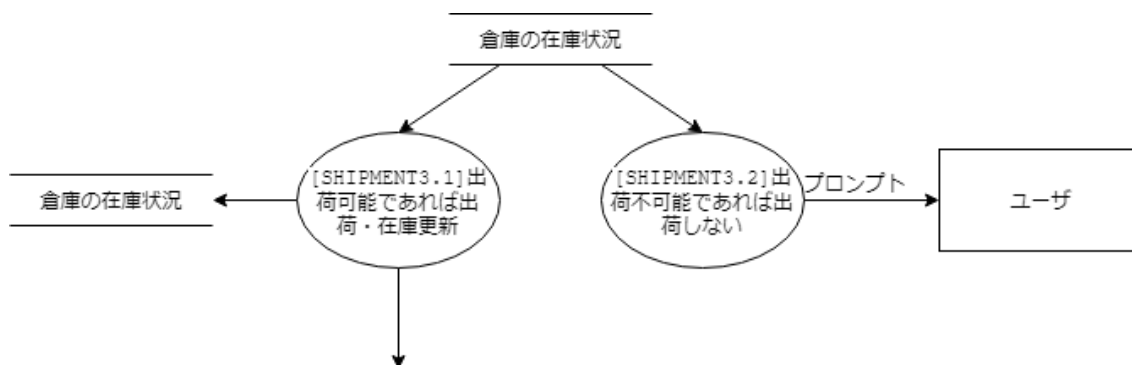 倉庫の在庫状況
[SHIPMENT3.1]出
荷可能であれば出
荷・在庫更新
[SHIPMENT3.2]出
荷不可能であれば出
荷しない
プロンプト
倉庫の在庫状況
ユーザ